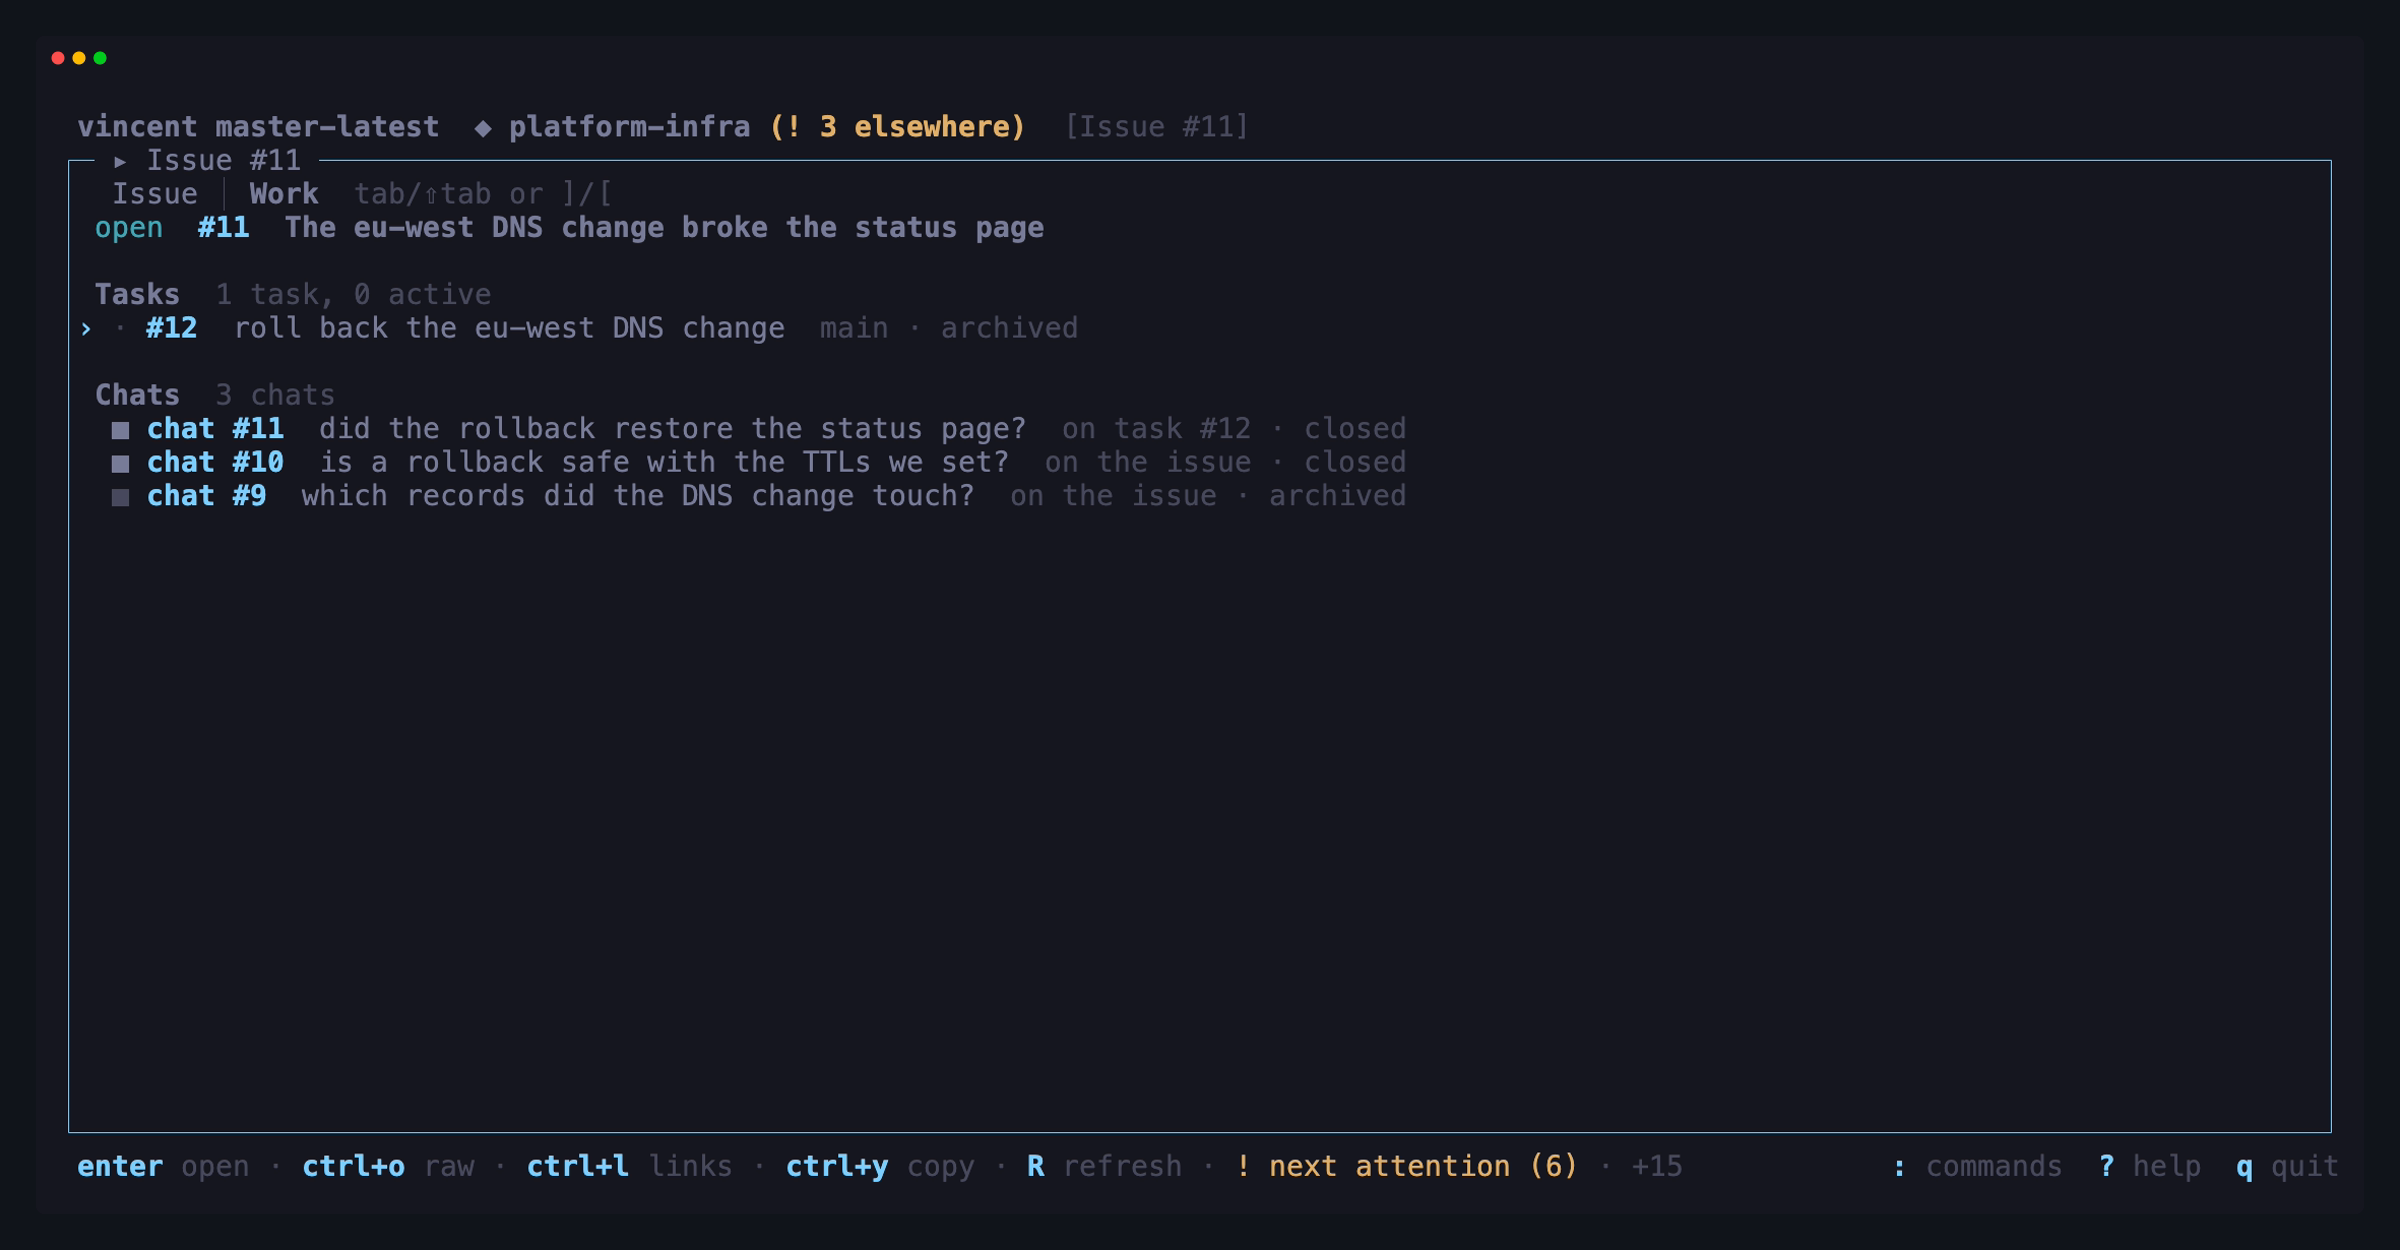 vincent master-latest ◆ platform-infra (! 3 elsewhere) [Issue #11]
▸ Issue #11
Issue │ Work tab/⇧tab or ]/[
open #11 The eu-west DNS change broke the status page
Tasks 1 task, 0 active
› · #12 roll back the eu-west DNS change main · archived
Chats 3 chats
■ chat #11 did the rollback restore the status page? on task #12 · closed
■ chat #10 is a rollback safe with the TTLs we set? on the issue · closed
■ chat #9 which records did the DNS change touch? on the issue · archived
enter open · ctrl+o raw · ctrl+l links · ctrl+y copy · R refresh · ! next attention (6) · +15 : commands ? help q quit